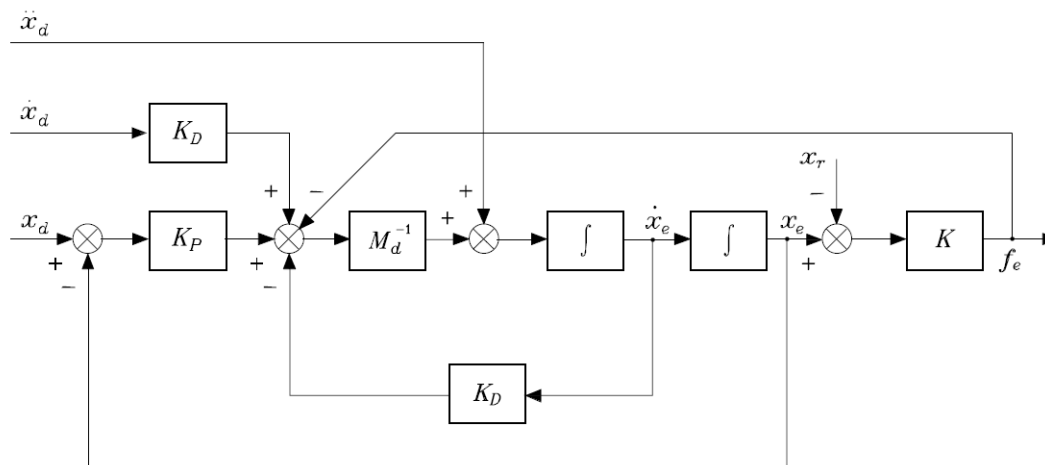 ẍ_d
ẋ_d
K_D
+
−
+
x_r
−
x_d
+
−
K_P
+
−
M_d^{-1}
+
∫
ẋ_e
∫
x_e
+
K
f_e
K_D